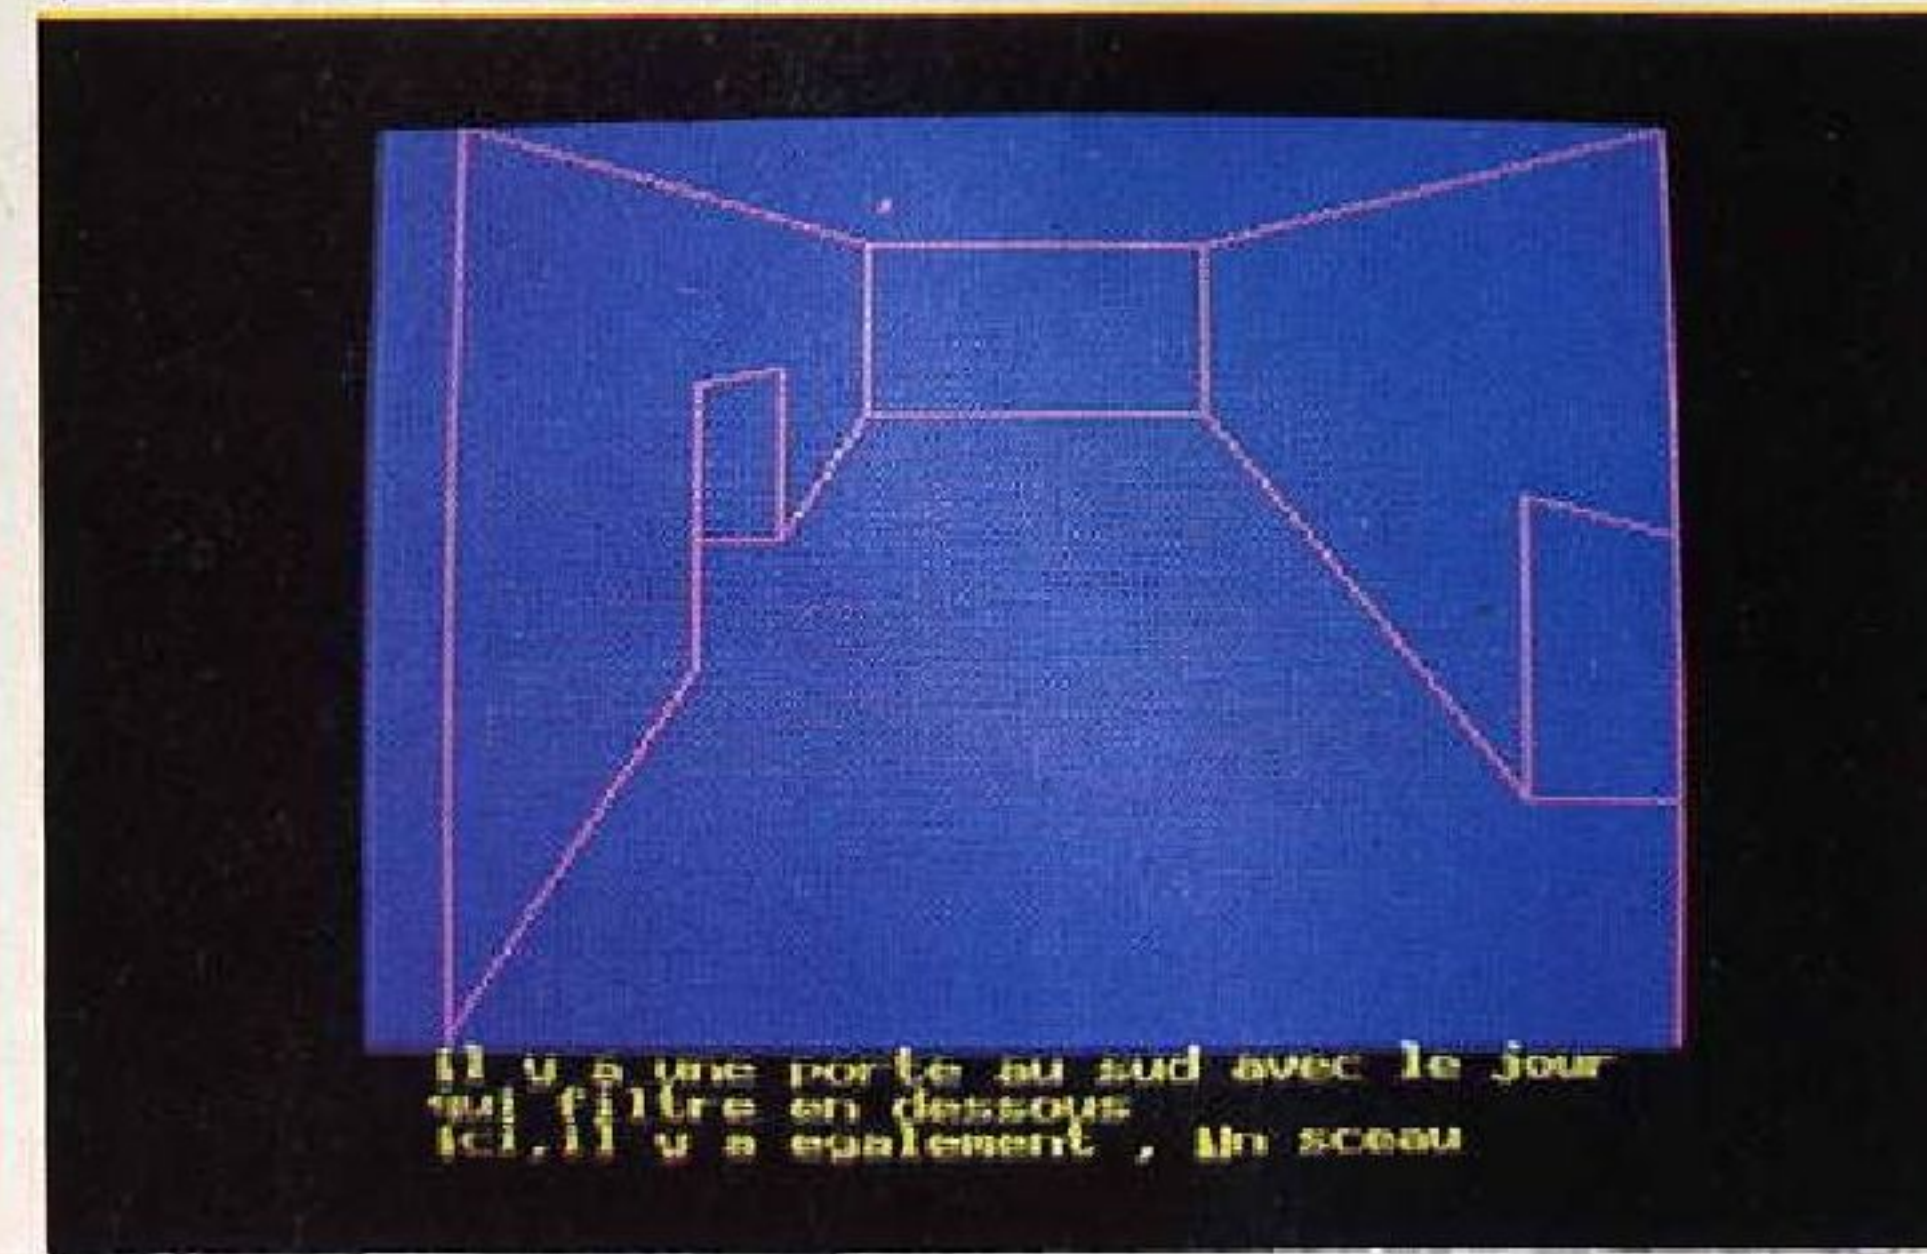 Il y a une porte au sud avec le jour
qui filtre en dessous
Ici,il y a egalement , Un sceau